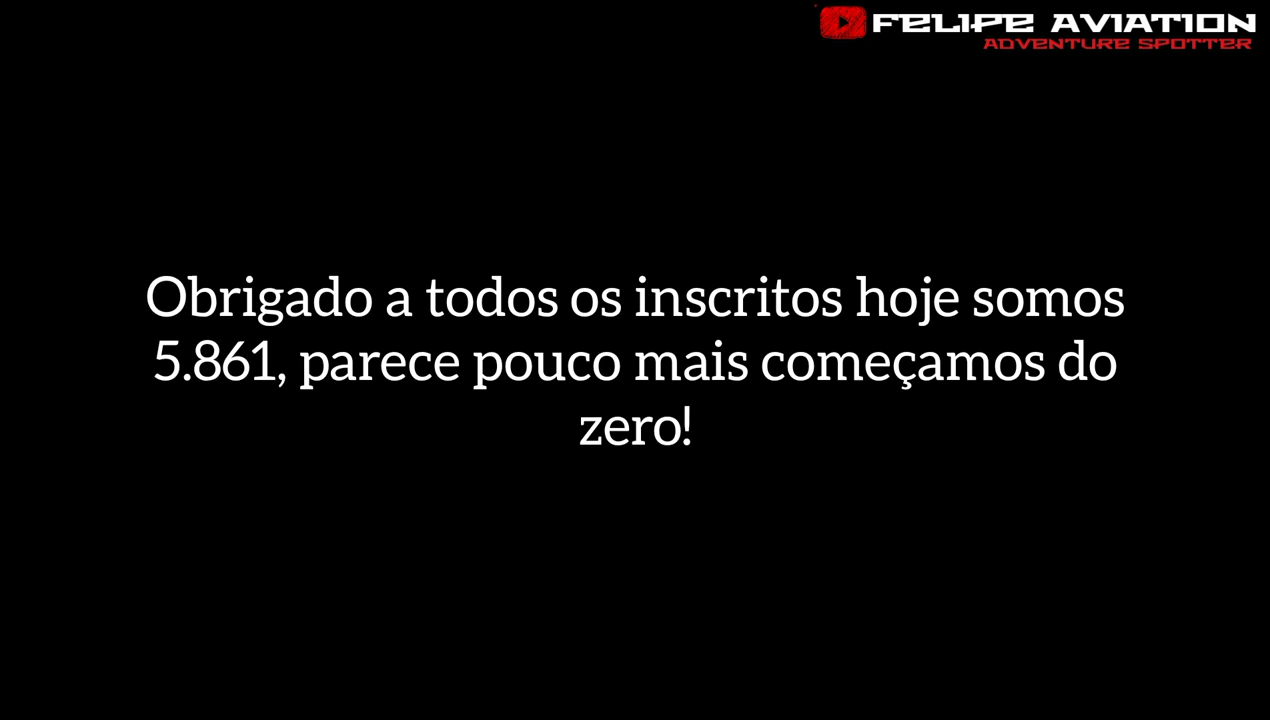 FELIPE AVIATION
ADVENTURE SPOTTER
Obrigado a todos os inscritos hoje somos
5.861, parece pouco mais começamos do
zero!